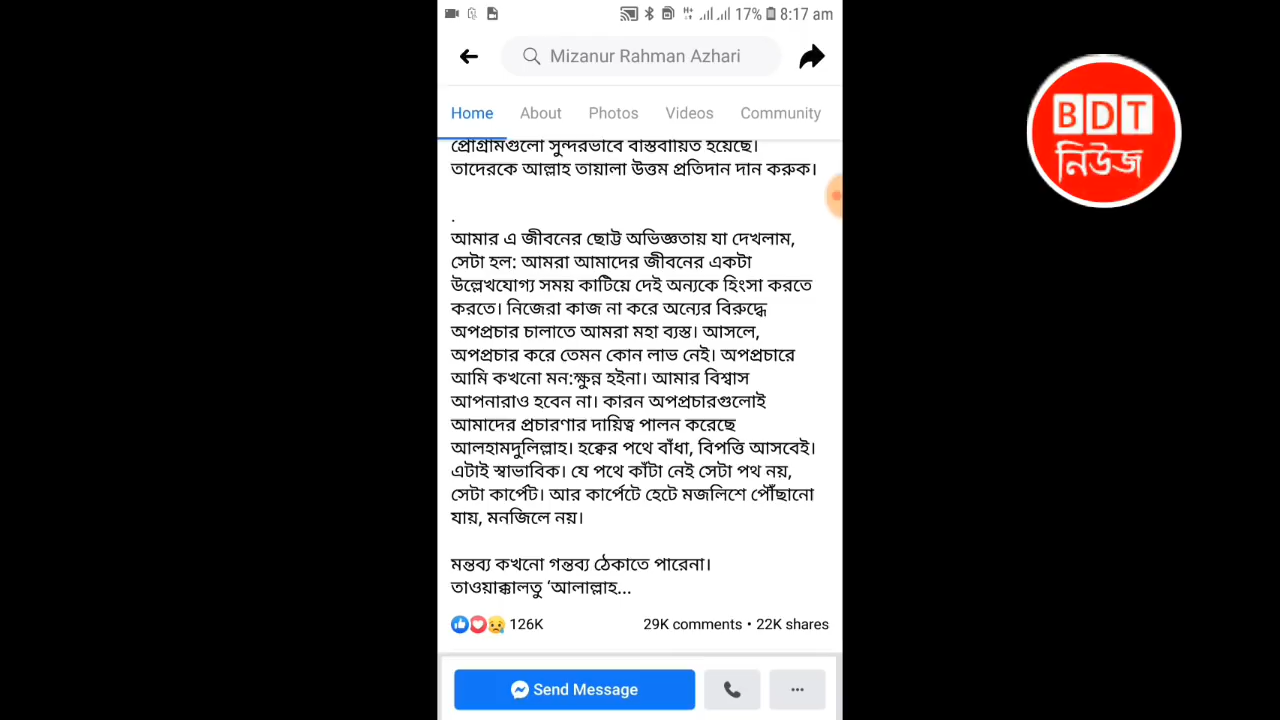 17% 8:17 am
Mizanur Rahman Azhari
Home About Photos Videos Community
প্রোগ্রামগুলো সুন্দরভাবে বাস্তবায়িত হয়েছে।
তাদেরকে আল্লাহ তায়ালা উত্তম প্রতিদান দান করুক।
.
আমার এ জীবনের ছোট্ট অভিজ্ঞতায় যা দেখলাম,
সেটা হল: আমরা আমাদের জীবনের একটা
উল্লেখযোগ্য সময় কাটিয়ে দেই অন্যকে হিংসা করতে
করতে। নিজেরা কাজ না করে অন্যের বিরুদ্ধে
অপপ্রচার চালাতে আমরা মহা ব্যস্ত। আসলে,
অপপ্রচার করে তেমন কোন লাভ নেই। অপপ্রচারে
আমি কখনো মন:ক্ষুন্ন হইনা। আমার বিশ্বাস
আপনারাও হবেন না। কারন অপপ্রচারগুলোই
আমাদের প্রচারণার দায়িত্ব পালন করেছে
আলহামদুলিল্লাহ। হক্বের পথে বাঁধা, বিপত্তি আসবেই।
এটাই স্বাভাবিক। যে পথে কাঁটা নেই সেটা পথ নয়,
সেটা কার্পেট। আর কার্পেটে হেটে মজলিশে পৌঁছানো
যায়, মনজিলে নয়।
মন্তব্য কখনো গন্তব্য ঠেকাতে পারেনা।
তাওয়াক্কালতু ‘আলাল্লাহ...
126K 29K comments • 22K shares
Send Message
BDT
নিউজ